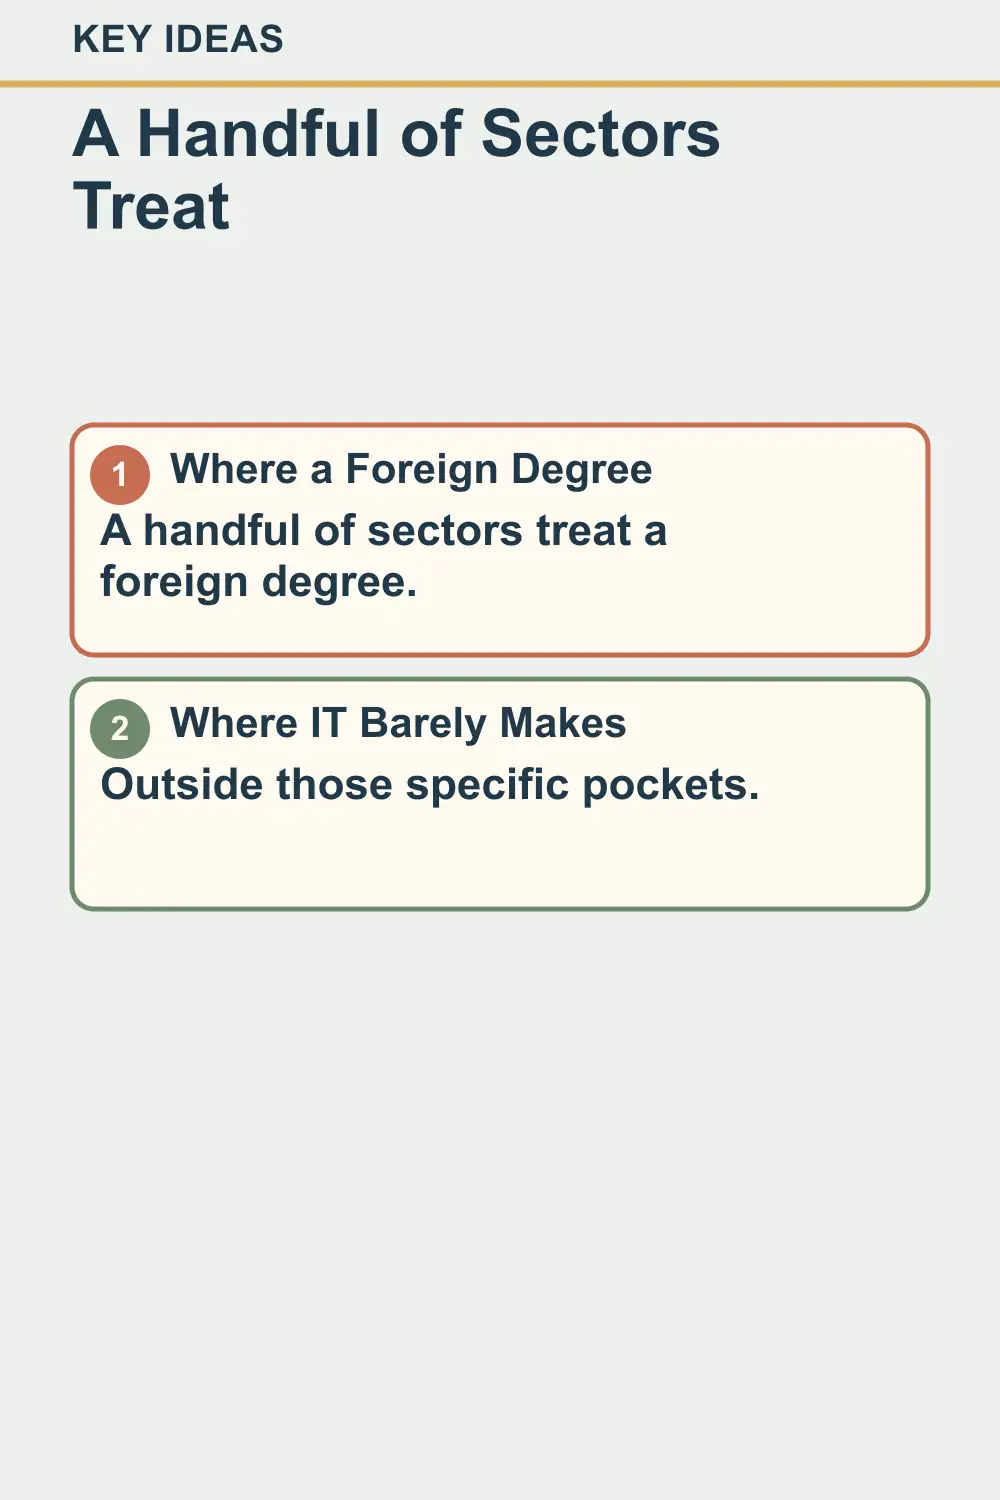 KEY IDEAS
A Handful of Sectors
Treat
1 Where a Foreign Degree
A handful of sectors treat a
foreign degree.
2 Where IT Barely Makes
Outside those specific pockets.